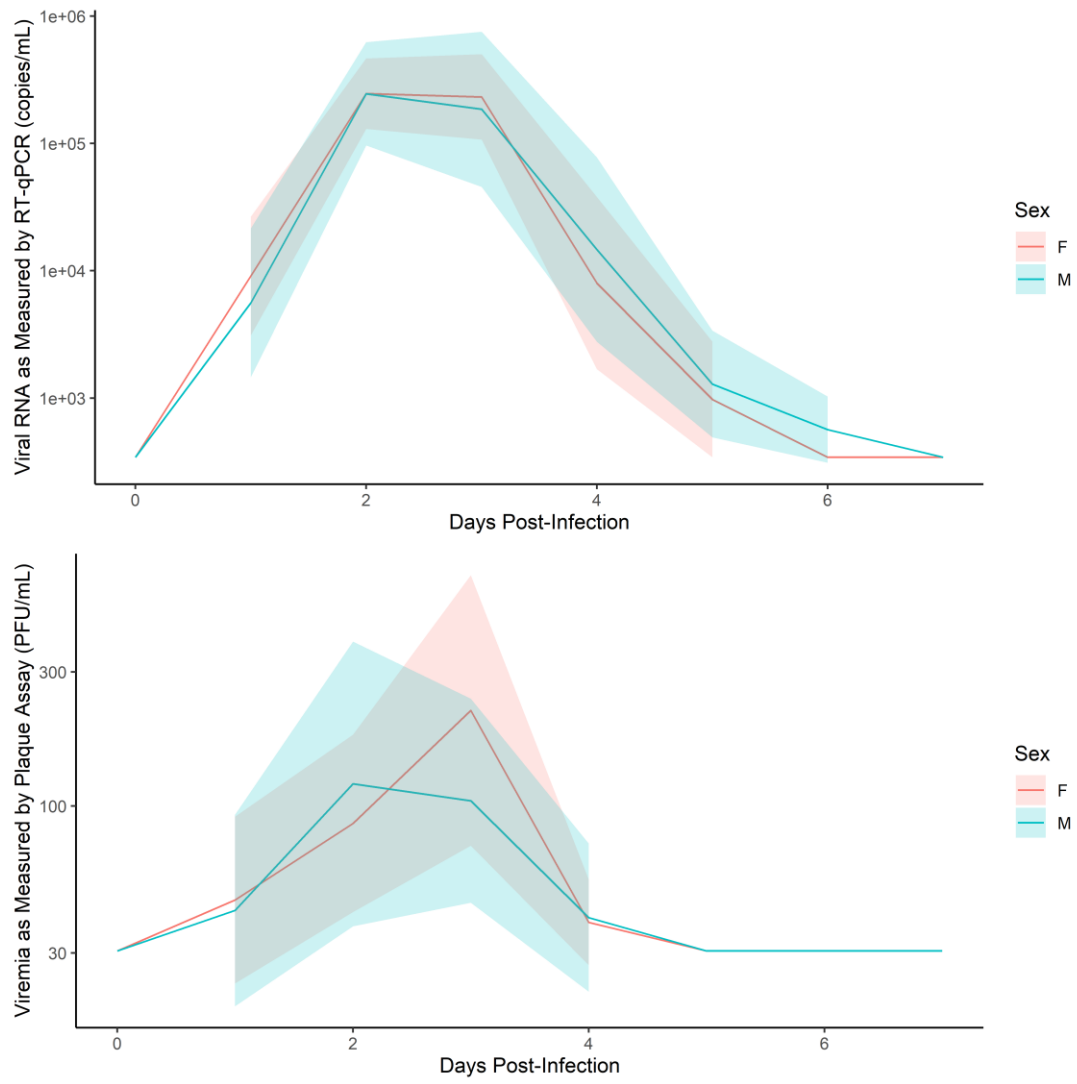 Viral RNA as Measured by RT-qPCR (copies/mL)
1e+06
1e+05
1e+04
1e+03
0
2
4
6
Days Post-Infection
Sex
F
M
Viremia as Measured by Plaque Assay (PFU/mL)
300
100
30
0
2
4
6
Days Post-Infection
Sex
F
M